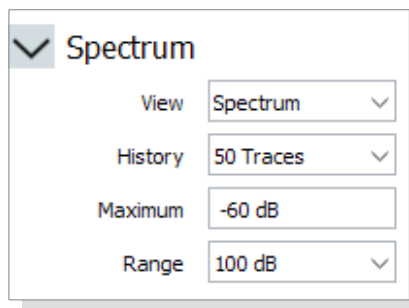 Spectrum
View Spectrum
History 50 Traces
Maximum -60 dB
Range 100 dB